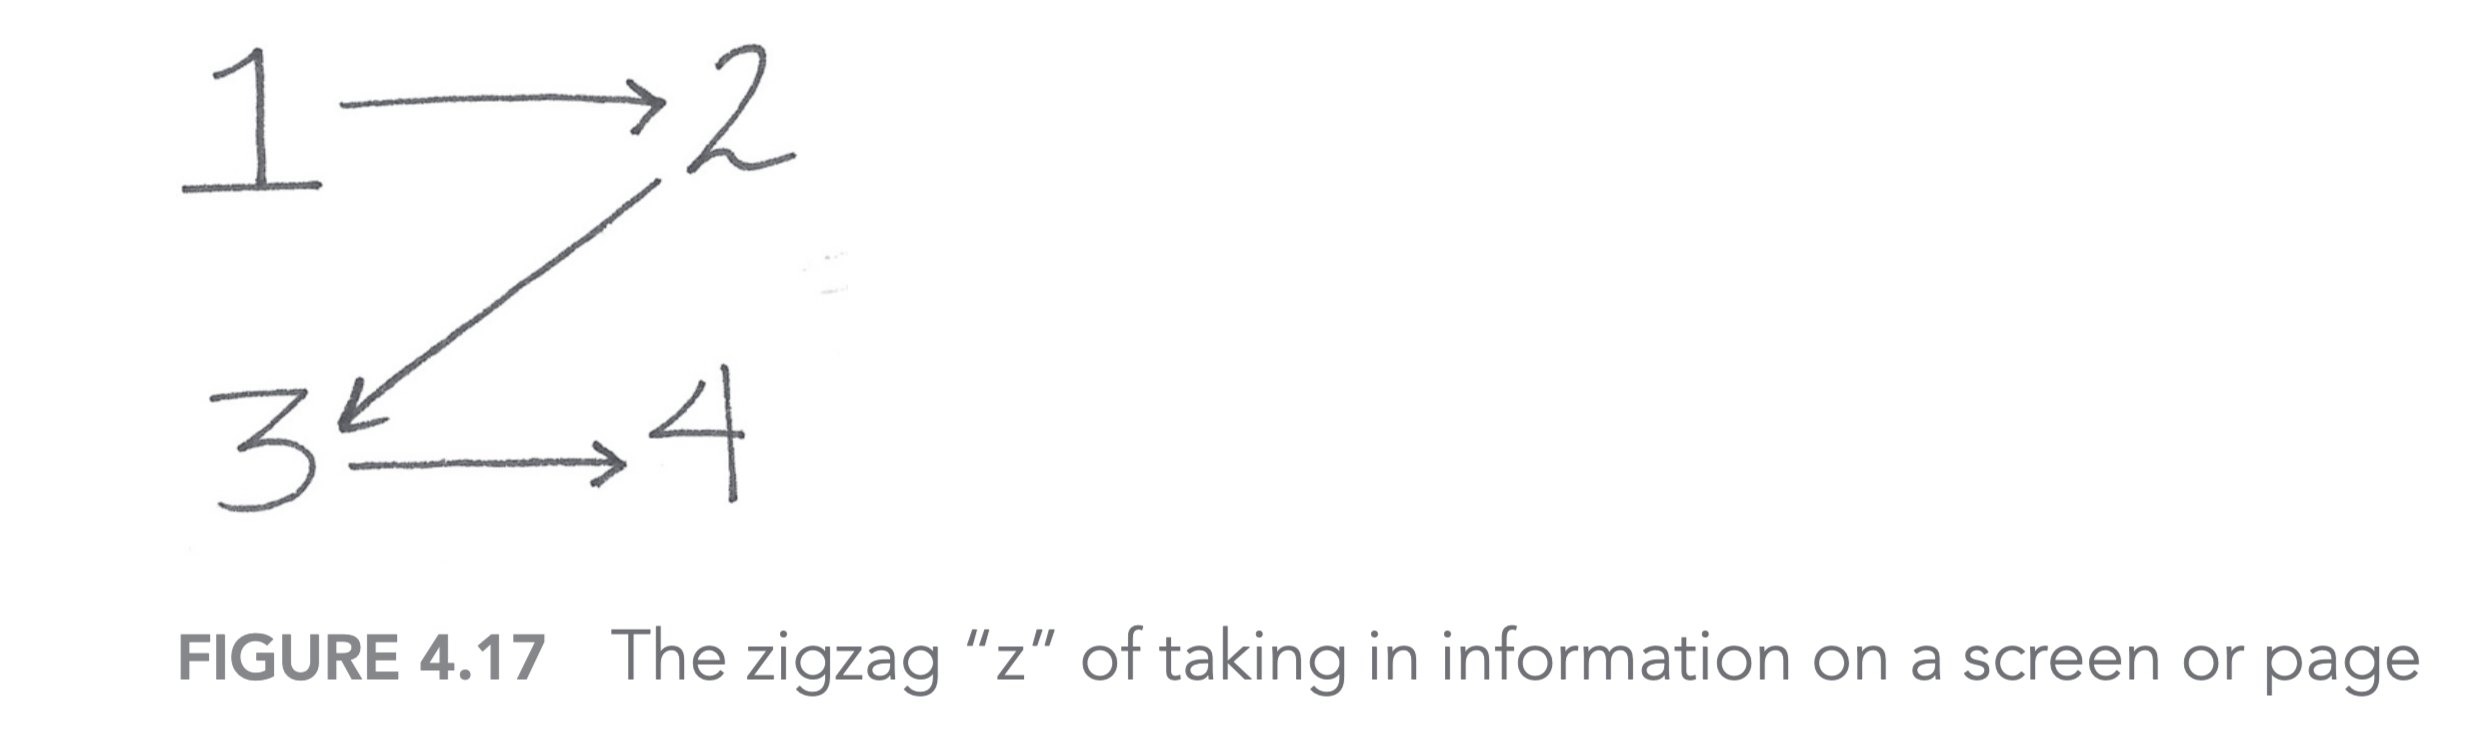 1 2
3 4
FIGURE 4.17 The zigzag “z” of taking in information on a screen or page